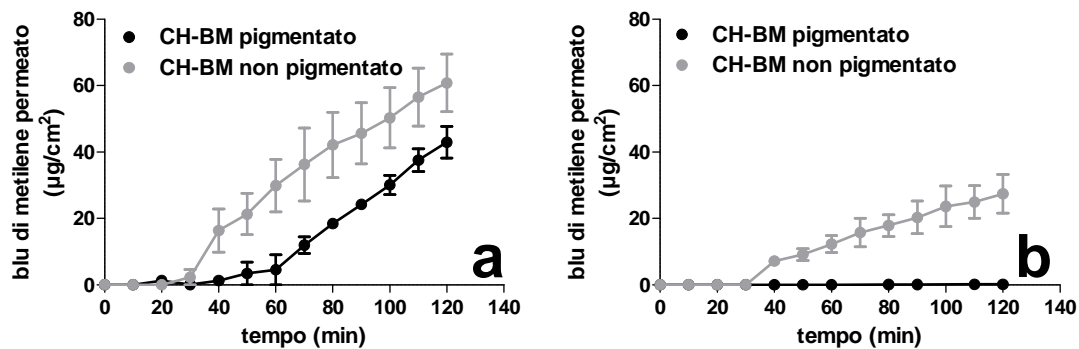 80
60
40
20
0
0 20 40 60 80 100 120 140
blu di metilene permeato
(μg/cm²)
tempo (min)
CH-BM pigmentato
CH-BM non pigmentato
a
80
60
40
20
0
0 20 40 60 80 100 120 140
blu di metilene permeato
(μg/cm²)
tempo (min)
CH-BM pigmentato
CH-BM non pigmentato
b